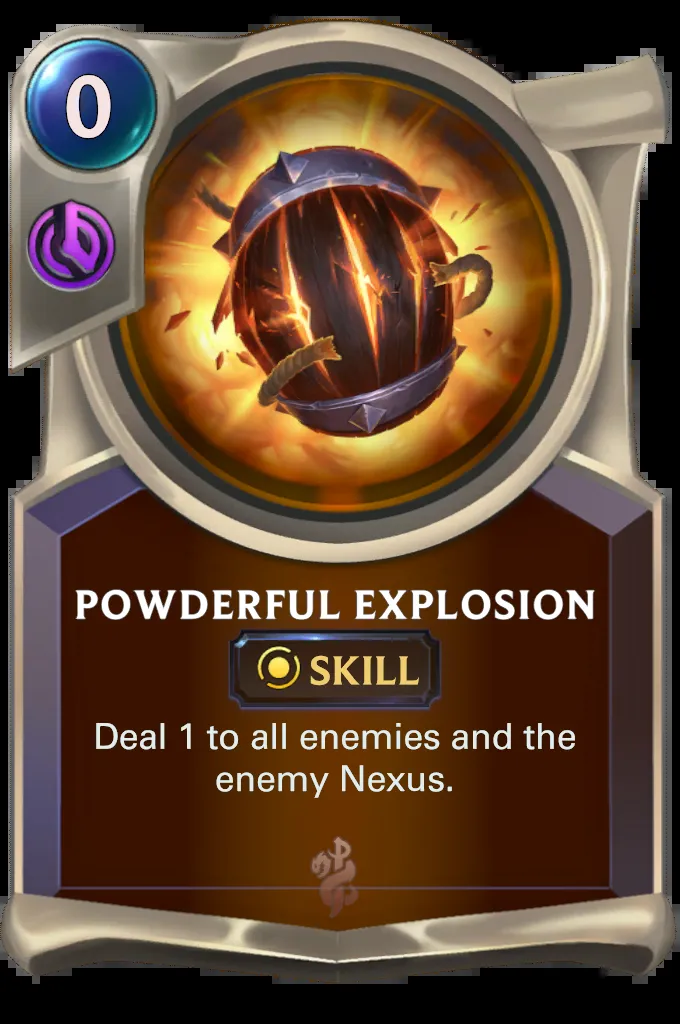 0
POWDERFUL EXPLOSION
SKILL
Deal 1 to all enemies and the
enemy Nexus.